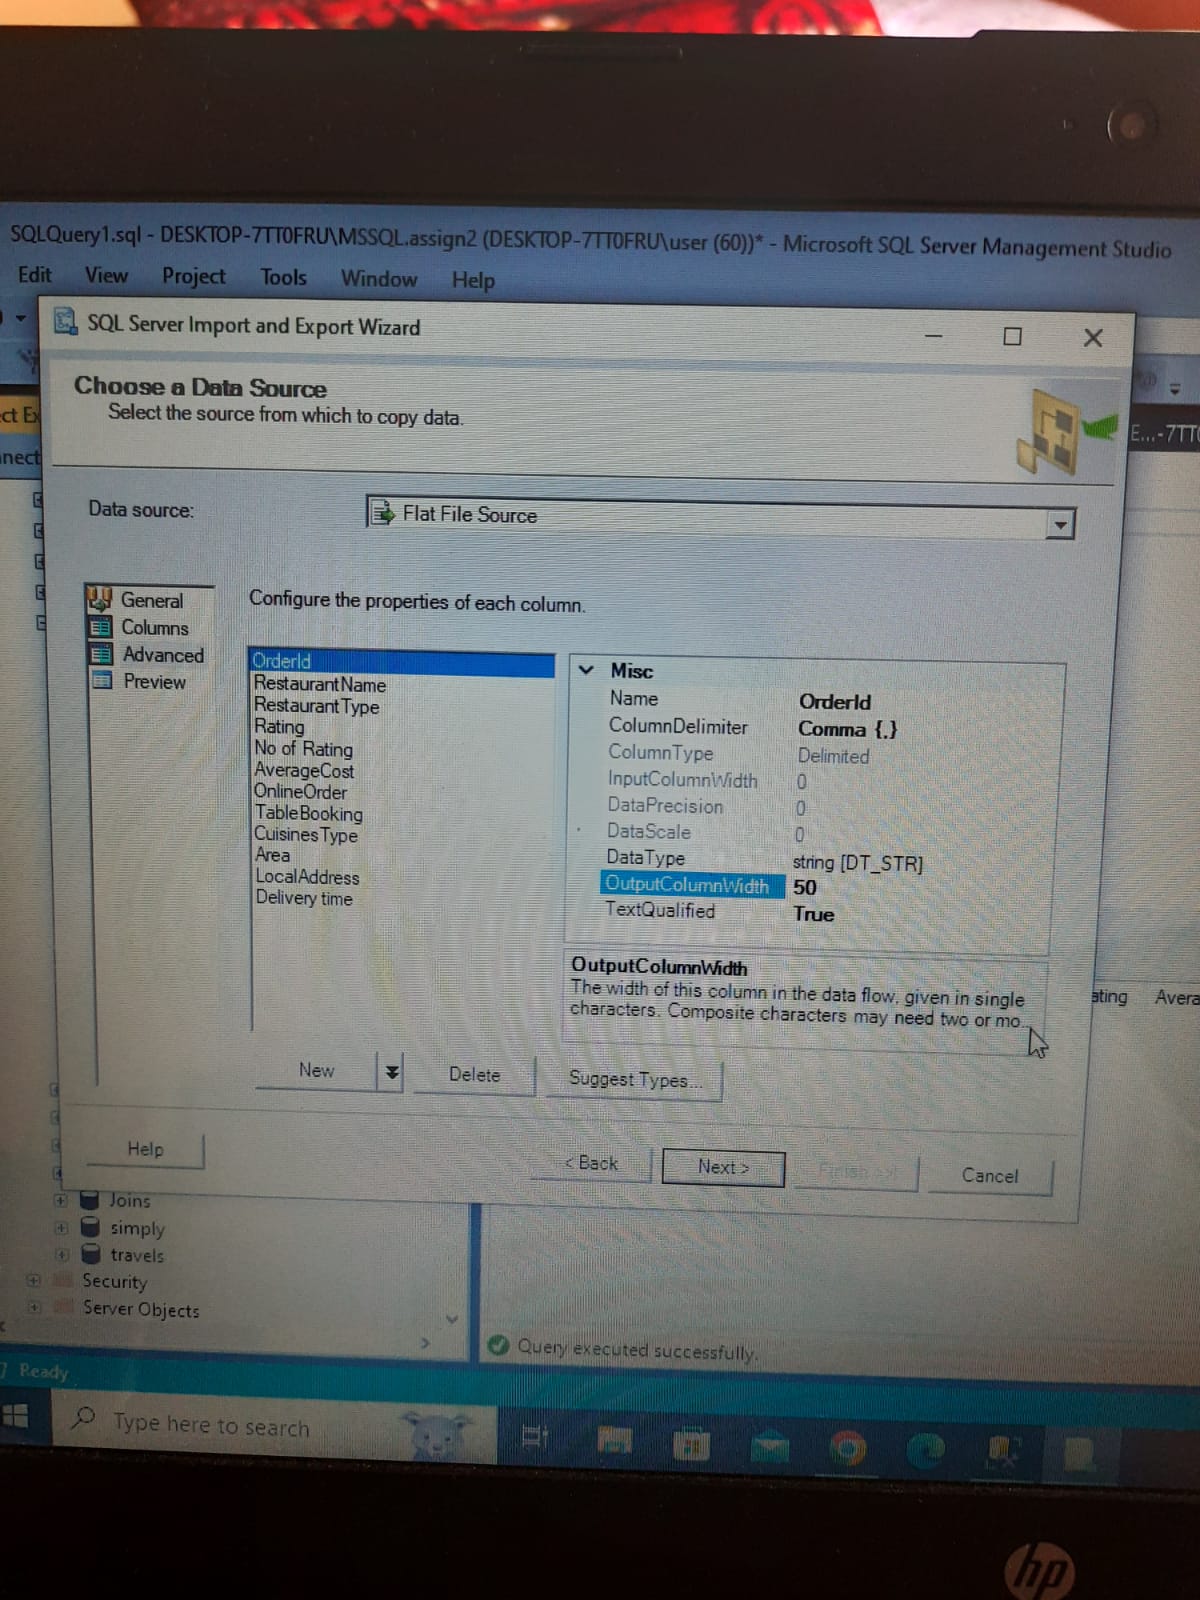 SQLQuery1.sql - DESKTOP-7TT0FRU\MSSQL.assign2 (DESKTOP-7TT0FRU\user (60))* - Microsoft SQL Server Management Studio
Edit View Project Tools Window Help
SQL Server Import and Export Wizard
Choose a Data Source
Select the source from which to copy data.
ct Ex
E...-7TT0
nnect
Data source: Flat File Source
General
Columns
Advanced
Preview
Configure the properties of each column.
OrderId
RestaurantName
RestaurantType
Rating
No of Rating
AverageCost
OnlineOrder
TableBooking
CuisinesType
Area
LocalAddress
Delivery time
Misc
Name OrderId
ColumnDelimiter Comma {,}
ColumnType Delimited
InputColumnWidth 0
DataPrecision 0
DataScale 0
DataType string [DT_STR]
OutputColumnWidth 50
TextQualified True
OutputColumnWidth
The width of this column in the data flow, given in single
characters. Composite characters may need two or mo...
ating Avera
New Delete Suggest Types...
Help < Back Next > Finish >>| Cancel
Joins
simply
travels
Security
Server Objects
Query executed successfully.
Ready
Type here to search
hp